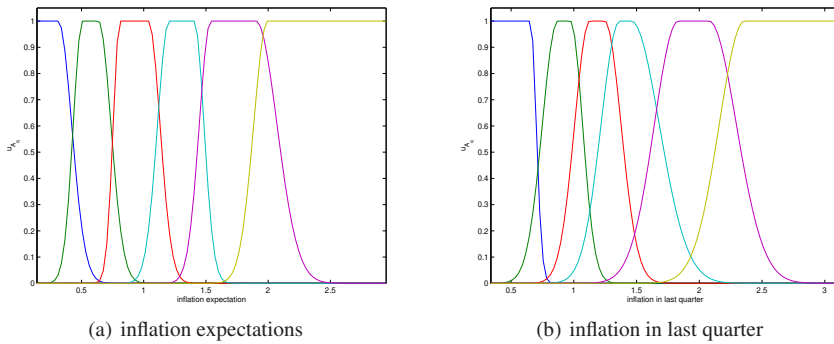 1
0.9
0.8
0.7
0.6
0.5
0.4
0.3
0.2
0.1
0
u_A_ij
0.5 1 1.5 2 2.5
inflation expectation
(a) inflation expectations
1
0.9
0.8
0.7
0.6
0.5
0.4
0.3
0.2
0.1
0
u_A_ij
0.5 1 1.5 2 2.5 3
inflation in last quarter
(b) inflation in last quarter